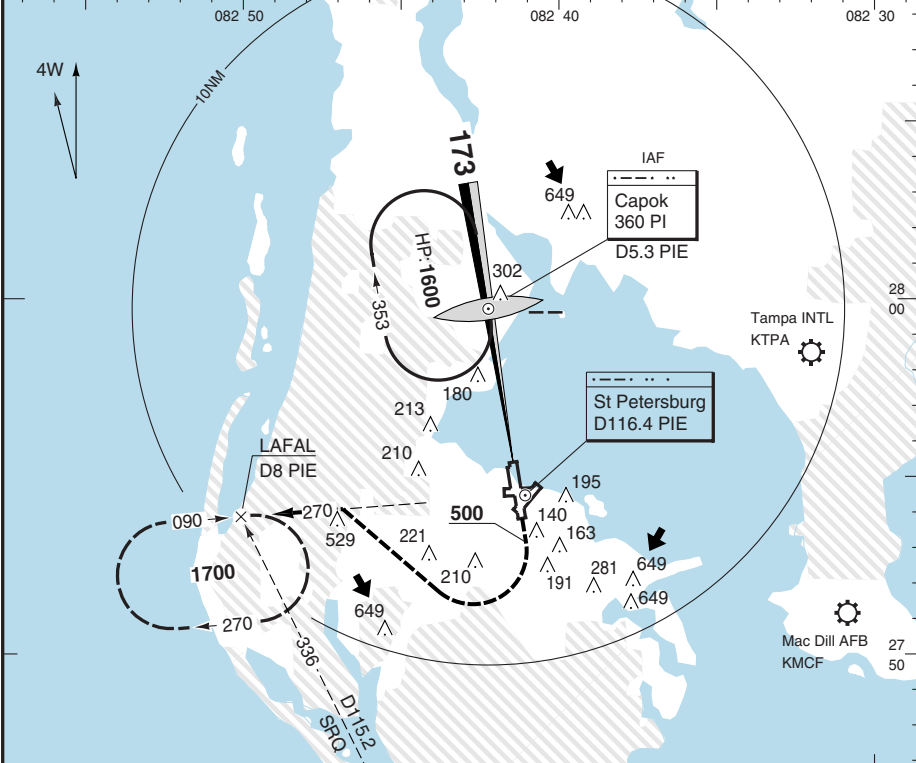 082 50
082 40
082 30
4W
10NM
173
IAF
649
Capok
360 PI
D5.3 PIE
HP:1600
302
353
28
00
Tampa INTL
KTPA
180
213
210
St Petersburg
D116.4 PIE
LAFAL
D8 PIE
195
090
270
529
500
140
163
221
210
191
281
649
649
1700
649
270
336
D115.2
SRQ
Mac Dill AFB
KMCF
27
50